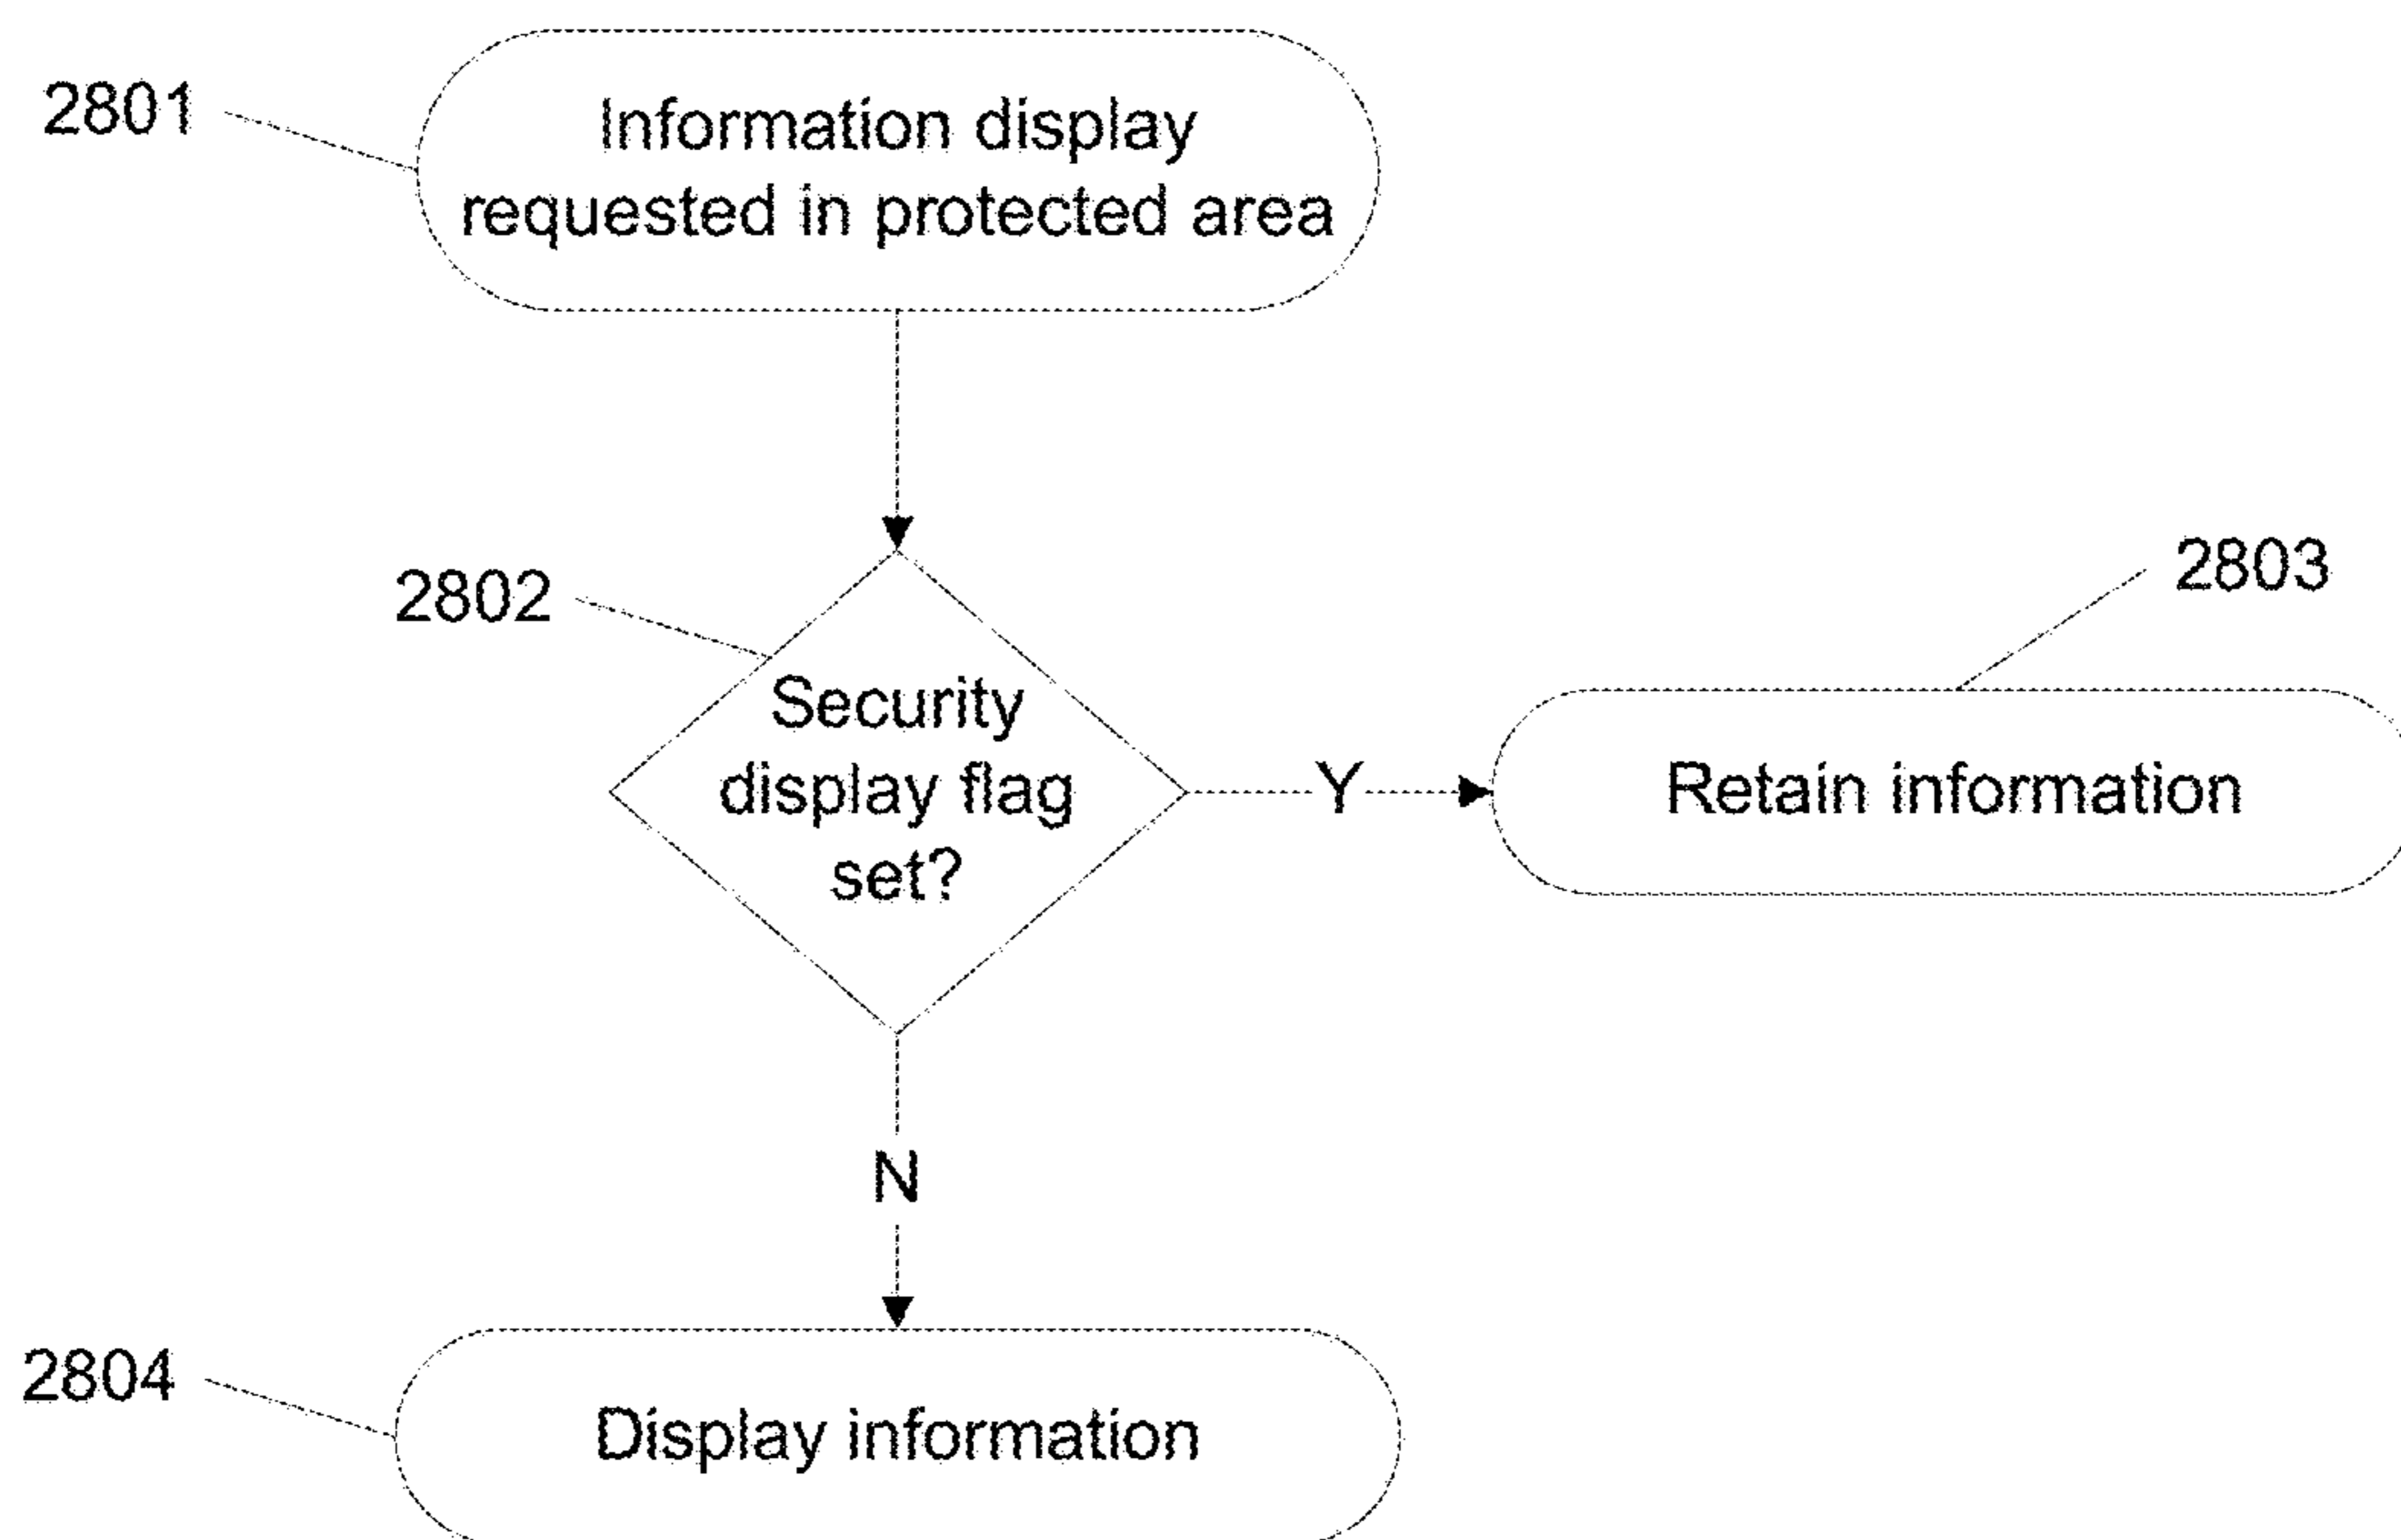 2801
Information display
requested in protected area
2802
Security
display flag
set?
Y
2803
Retain information
N
2804
Display information